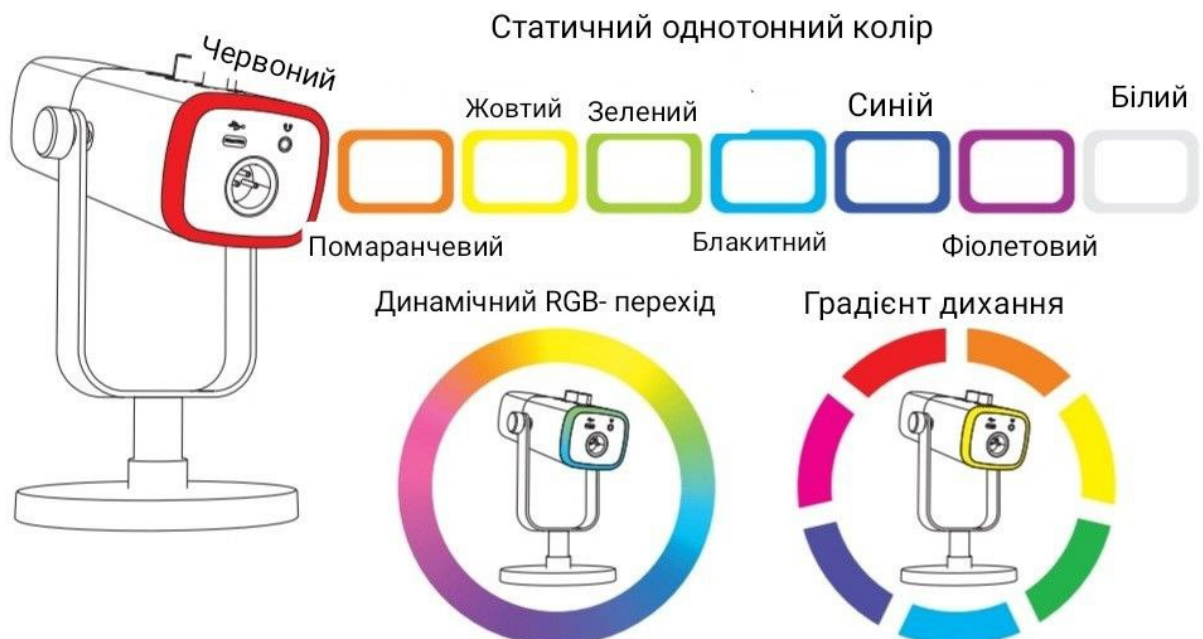 Статичний однотонний колір
Червоний
Жовтий Зелений Синій Білий
Помаранчевий Блакитний Фіолетовий
Динамічний RGB- перехід
Градієнт дихання